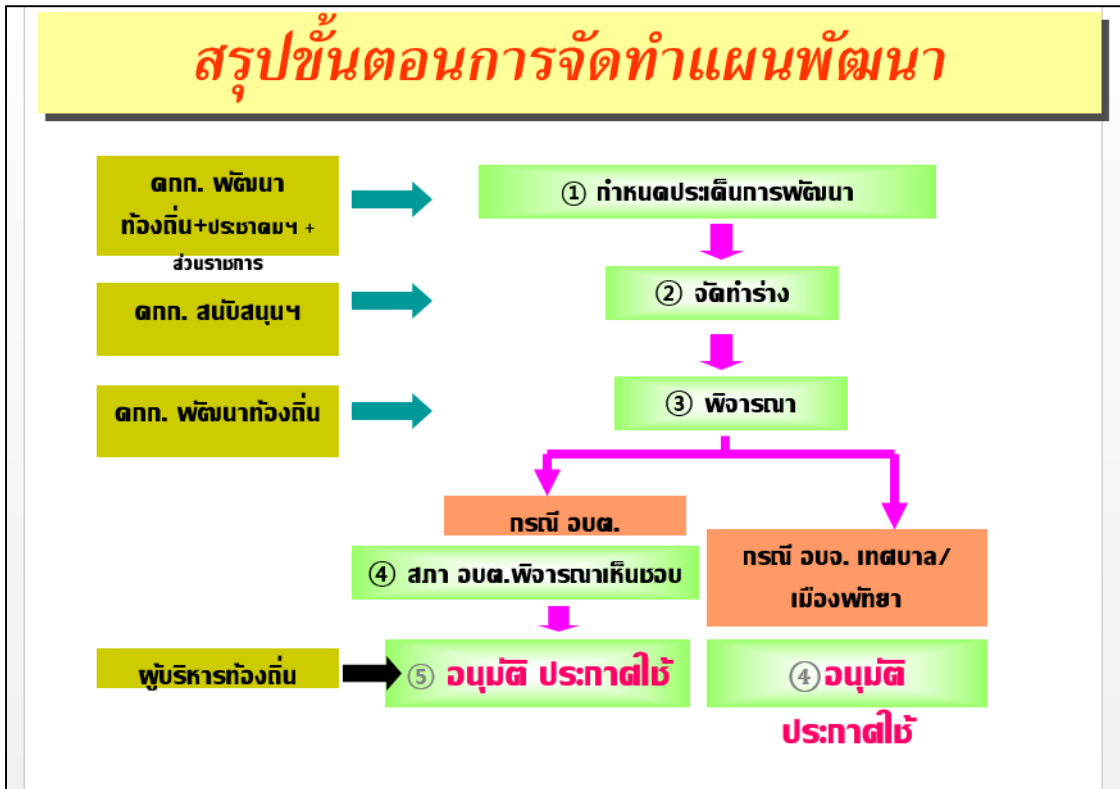 สรุปขั้นตอนการจัดทำแผนพัฒนา
คกก. พัฒนา
ท้องถิ่น+ประชาคมฯ +
ส่วนราชการ
① กำหนดประเด็นการพัฒนา
คกก. สนับสนุนฯ
② จัดทำร่าง
คกก. พัฒนาท้องถิ่น
③ พิจารณา
กรณี อบต.
④ สภา อบต.พิจารณาเห็นชอบ
กรณี อบจ. เทศบาล/
เมืองพัทยา
ผู้บริหารท้องถิ่น
⑤ อนุมัติ ประกาศใช้
④อนุมัติ
ประกาศใช้